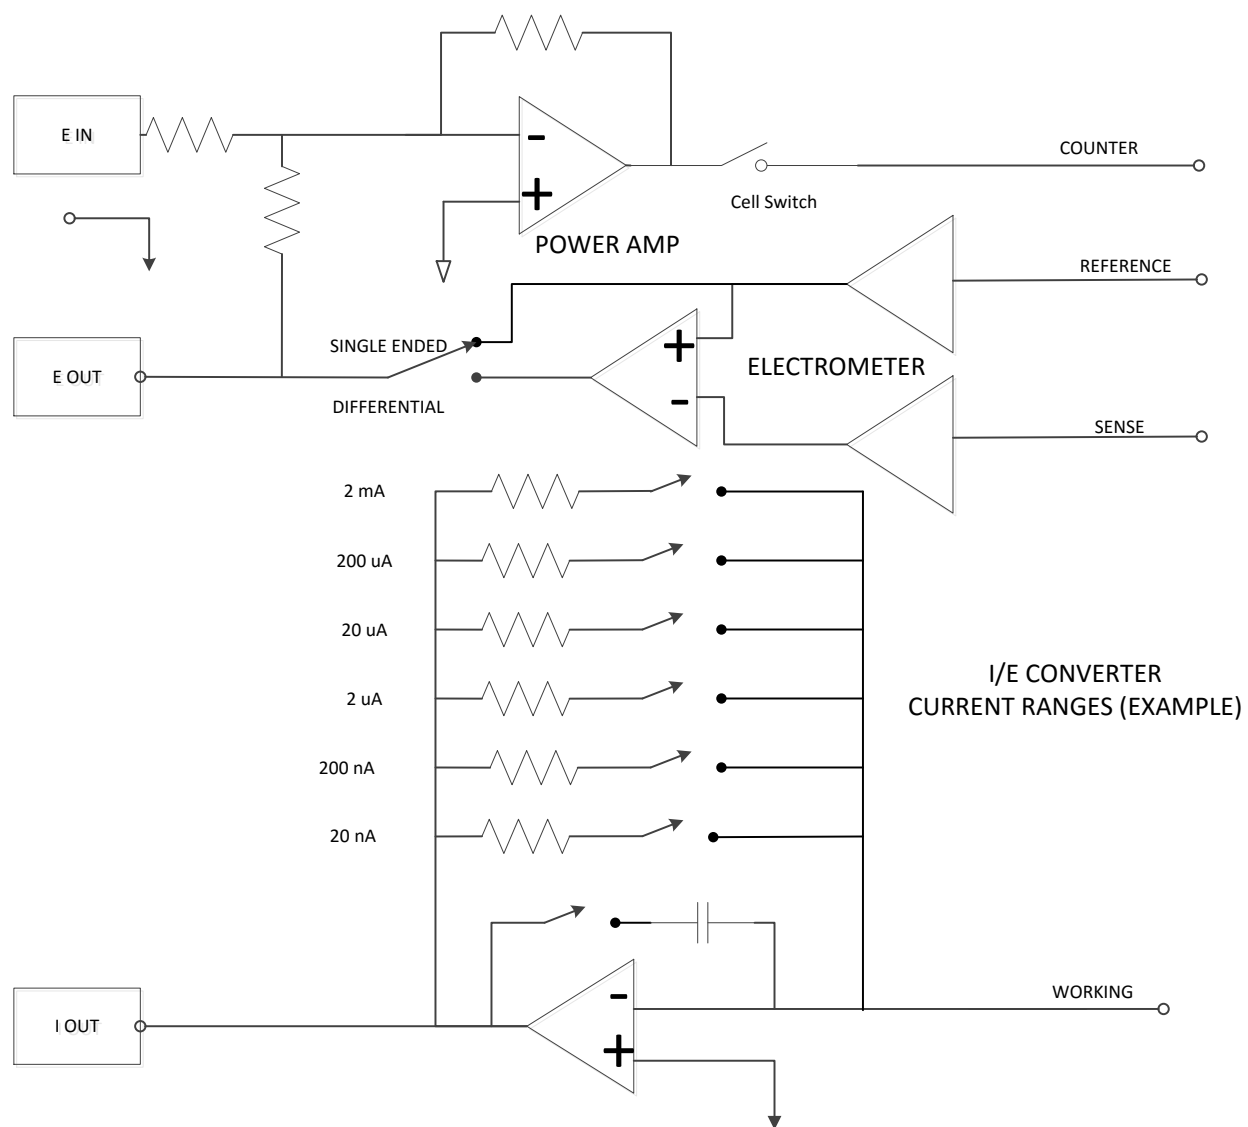 E IN
-
+
COUNTER
Cell Switch
POWER AMP
REFERENCE
SINGLE ENDED
+
ELECTROMETER
E OUT
-
DIFFERENTIAL
SENSE
2 mA
200 uA
20 uA
I/E CONVERTER
2 uA
CURRENT RANGES (EXAMPLE)
200 nA
20 nA
-
WORKING
I OUT
+